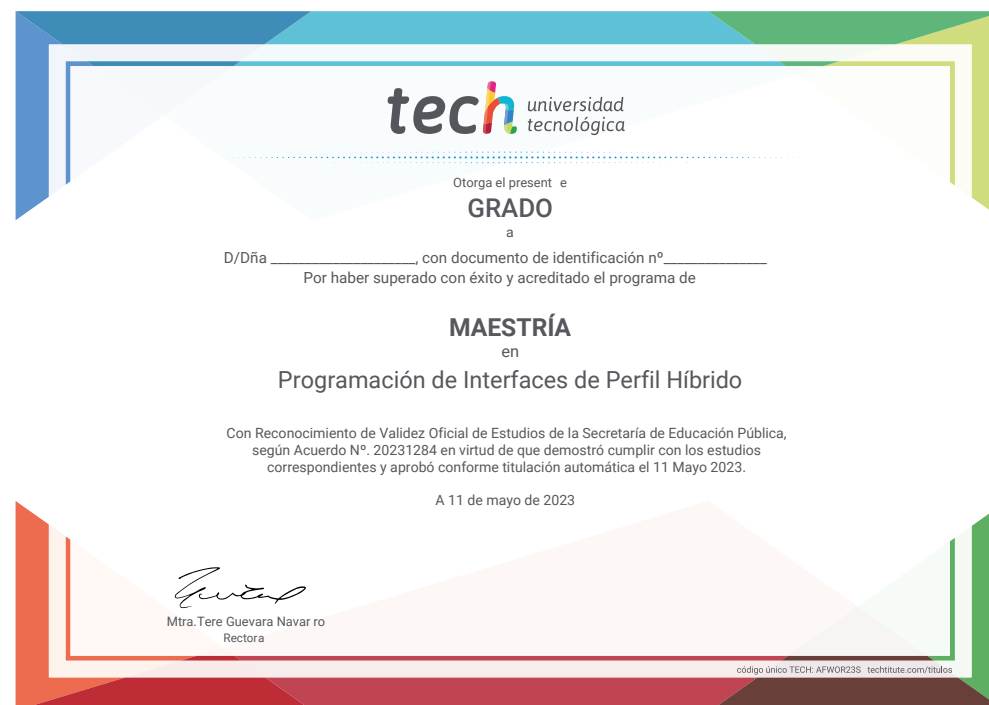 tech universidad
tecnológica
Otorga el present e
GRADO
a
D/Dña _____________________, con documento de identificación nº_______________
Por haber superado con éxito y acreditado el programa de
MAESTRÍA
en
Programación de Interfaces de Perfil Híbrido
Con Reconocimiento de Validez Oficial de Estudios de la Secretaría de Educación Pública,
según Acuerdo Nº. 20231284 en virtud de que demostró cumplir con los estudios
correspondientes y aprobó conforme titulación automática el 11 Mayo 2023.
A 11 de mayo de 2023
Mtra.Tere Guevara Navar ro
Rectora
código único TECH: AFWOR23S techtitute.com/titulos